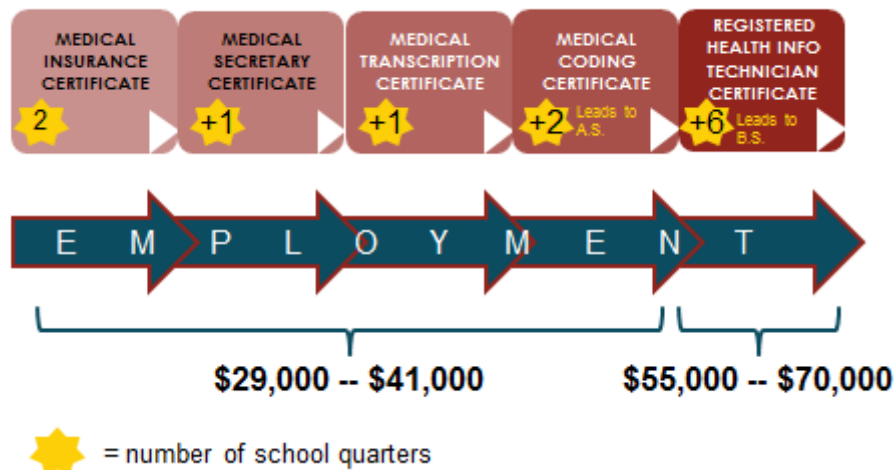 MEDICAL
INSURANCE
CERTIFICATE
2
MEDICAL
SECRETARY
CERTIFICATE
+1
MEDICAL
TRANSCRIPTION
CERTIFICATE
+1
MEDICAL
CODING
CERTIFICATE
+2
Leads to
A.S.
REGISTERED
HEALTH INFO
TECHNICIAN
CERTIFICATE
+6
Leads to
B.S.
E M P L O Y M E N T
$29,000 -- $41,000
$55,000 -- $70,000
= number of school quarters